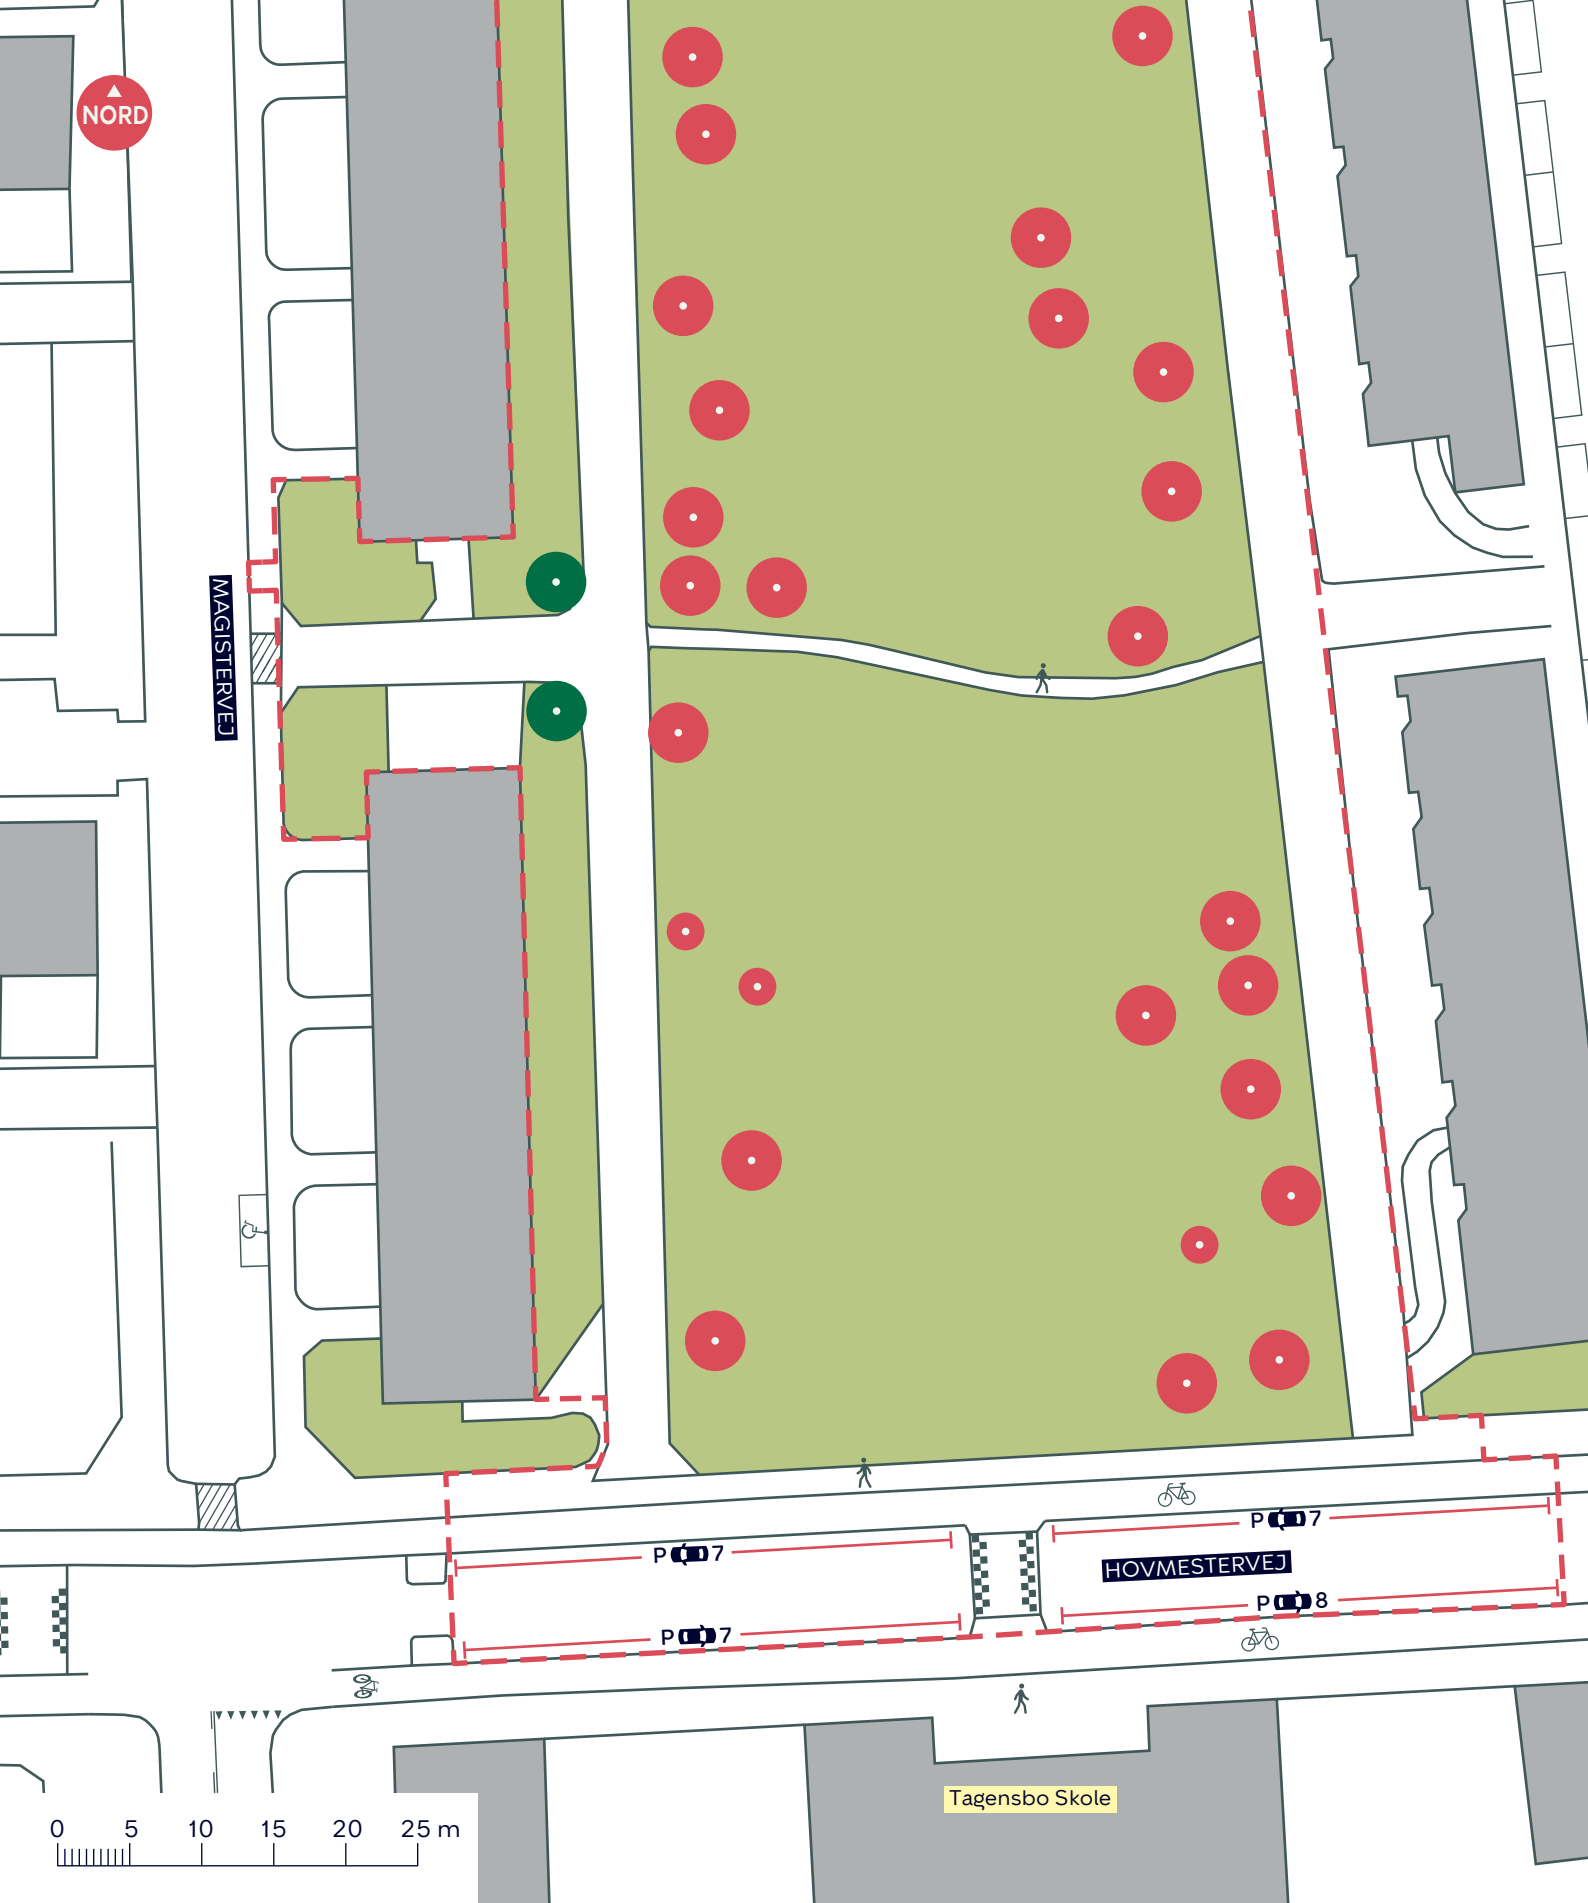 NORD
MAGISTERVEJ
P 7
P 7
HOVMESTERVEJ
P 8
P 7
Tagensbo Skole
0 5 10 15 20 25 m